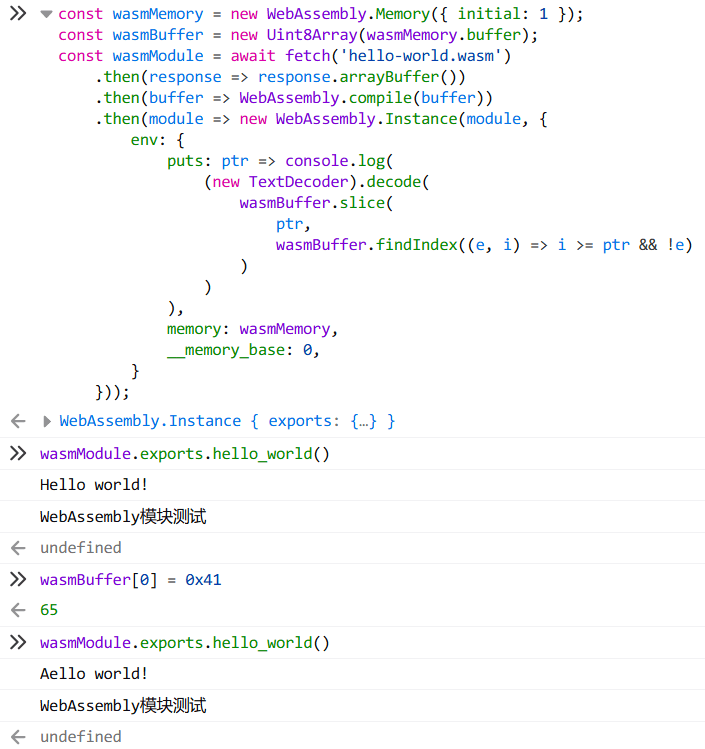 const wasmMemory = new WebAssembly.Memory({ initial: 1 });
const wasmBuffer = new Uint8Array(wasmMemory.buffer);
const wasmModule = await fetch('hello-world.wasm')
    .then(response => response.arrayBuffer())
    .then(buffer => WebAssembly.compile(buffer))
    .then(module => new WebAssembly.Instance(module, {
        env: {
            puts: ptr => console.log(
                (new TextDecoder).decode(
                    wasmBuffer.slice(
                        ptr,
                        wasmBuffer.findIndex((e, i) => i >= ptr && !e)
                    )
                )
            ),
            memory: wasmMemory,
            __memory_base: 0,
        }
    }));
WebAssembly.Instance { exports: {…} }
wasmModule.exports.hello_world()
Hello world!
WebAssembly模块测试
undefined
wasmBuffer[0] = 0x41
65
wasmModule.exports.hello_world()
Aello world!
WebAssembly模块测试
undefined